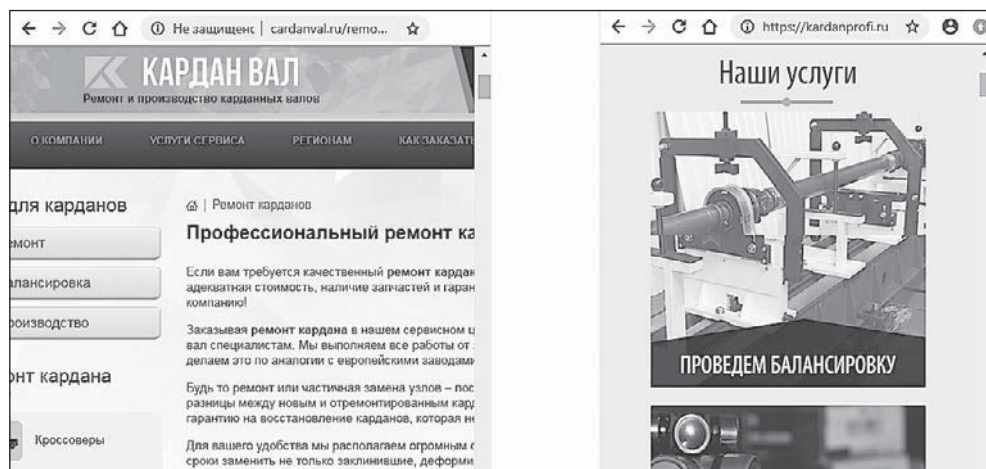 Не защищенс | cardanval.ru/remo...
КАРДАН ВАЛ
Ремонт и производство карданных валов
О КОМПАНИИ УСЛУГИ СЕРВИСА РЕГИОНАМ КАК ЗАКАЗАТЬ
для карданов
емонт
алансировка
роизводство
онт кардана
Кроссоверы
| Ремонт карданов
Профессиональный ремонт ка
Если вам требуется качественный ремонт кардан
адекватная стоимость, наличие запчастей и гаран
компанию!
Заказывая ремонт кардана в нашем сервисном ц
вал специалистам. Мы выполняем все работы от
делаем это по аналогии с европейскими заводами
Будь то ремонт или частичная замена узлов – пос
разницы между новым и отремонтированным кард
гарантию на восстановление карданов, которая не
Для вашего удобства мы располагаем огромным с
сроки заменить не только заклинившие, деформи
https://kardanprofi.ru
Наши услуги
ПРОВЕДЕМ БАЛАНСИРОВКУ